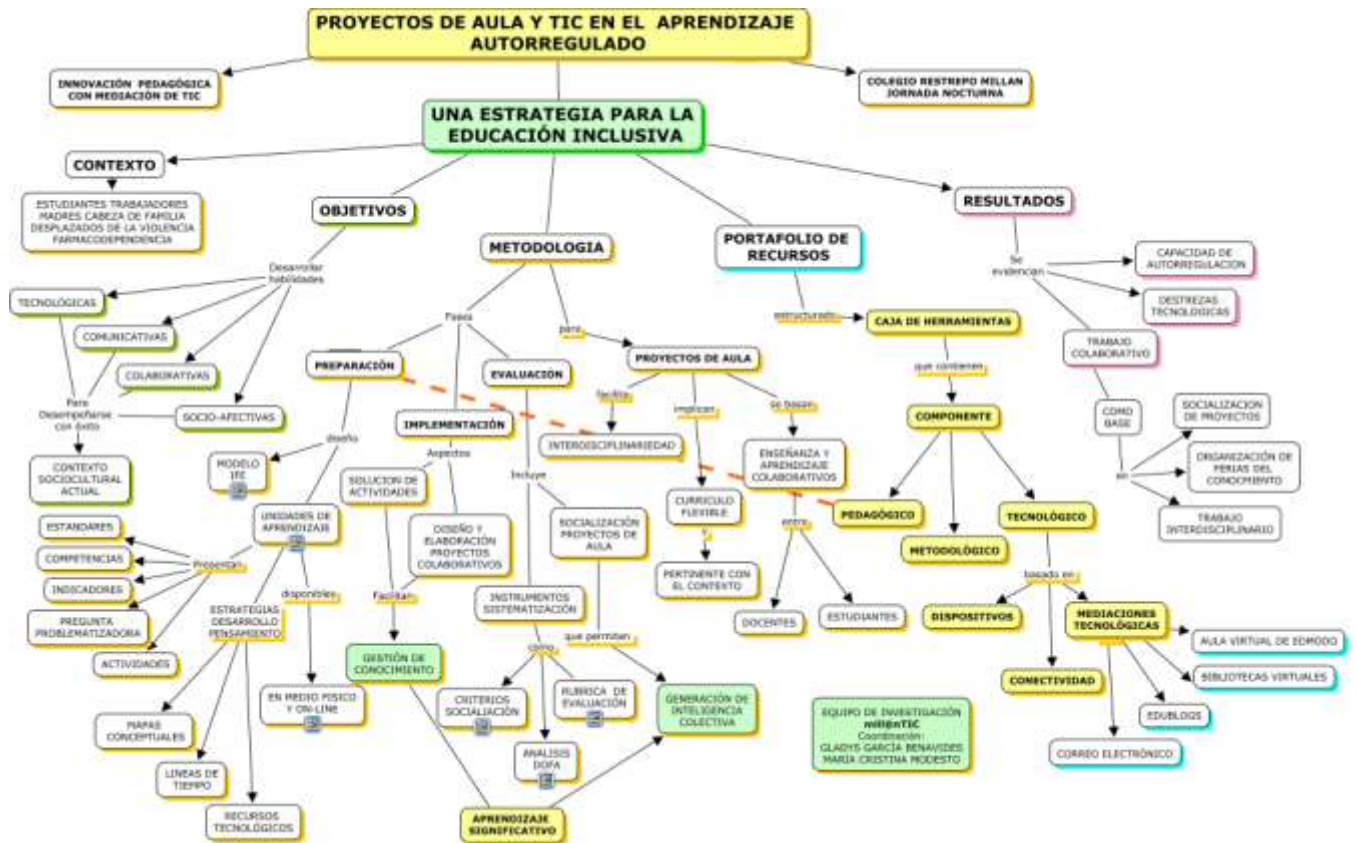 PROYECTOS DE AULA Y TIC EN EL APRENDIZAJE
AUTORREGULADO
INNOVACIÓN PEDAGÓGICA
CON MEDIACIÓN DE TIC
COLEGIO RESTREPO MILLAN
JORNADA NOCTURNA
UNA ESTRATEGIA PARA LA
EDUCACIÓN INCLUSIVA
CONTEXTO
ESTUDIANTES TRABAJADORES
MADRES CABEZA DE FAMILIA
DESPLAZADOS DE LA VIOLENCIA
FARMACODEPENDENCIA
OBJETIVOS
Desarrollar
habilidades
TECNOLÓGICAS
COMUNICATIVAS
COLABORATIVAS
SOCIO-AFECTIVAS
Para
Desempeñarse
con éxito
CONTEXTO
SOCIOCULTURAL
ACTUAL
METODOLOGIA
Fases
PREPARACIÓN
diseño
MODELO
IFE
UNIDADES DE
APRENDIZAJE
Presentan
ESTANDARES
COMPETENCIAS
INDICADORES
PREGUNTA
PROBLEMATIZADORA
ACTIVIDADES
ESTRATEGIAS
DESARROLLO
PENSAMIENTO
MAPAS
CONCEPTUALES
LINEAS DE
TIEMPO
RECURSOS
TECNOLÓGICOS
disponibles
EN MEDIO FISICO
Y ON-LINE
IMPLEMENTACIÓN
Aspectos
SOLUCION DE
ACTIVIDADES
DISEÑO Y
ELABORACIÓN
PROYECTOS
COLABORATIVOS
Facilitan
GESTIÓN DE
CONOCIMIENTO
EVALUACIÓN
Incluye
SOCIALIZACIÓN
PROYECTOS DE
AULA
INSTRUMENTOS
SISTEMATIZACIÓN
como
CRITERIOS
SOCIALIACIÓN
ANALISIS
DOFA
RUBRICA DE
EVALUACIÓN
que permitan
GENERACIÓN DE
INTELIGENCIA
COLECTIVA
APRENDIZAJE
SIGNIFICATIVO
para
PROYECTOS DE AULA
facilita
INTERDISCIPLINARIEDAD
implican
CURRICULO
FLEXIBLE
y
PERTINENTE CON
EL CONTEXTO
se basan
ENSEÑANZA Y
APRENDIZAJE
COLABORATIVOS
entre
DOCENTES
ESTUDIANTES
PORTAFOLIO DE
RECURSOS
estructurado
CAJA DE HERRAMIENTAS
que contienen
COMPONENTE
PEDAGÓGICO
METODOLÓGICO
TECNOLÓGICO
basado en
DISPOSITIVOS
CONECTIVIDAD
MEDIACIONES
TECNOLÓGICAS
AULA VIRTUAL DE EDMODO
BIBLIOTECAS VIRTUALES
EDUBLOGS
CORREO ELECTRÓNICO
RESULTADOS
Se
evidencian
CAPACIDAD DE
AUTORREGULACION
DESTREZAS
TECNOLOGICAS
TRABAJO
COLABORATIVO
COMO
BASE
en
SOCIALIZACION
DE PROYECTOS
ORGANIZACIÓN DE
FERIAS DEL
CONOCMIENTO
TRABAJO
INTERDISCIPLINARIO
EQUIPO DE INVESTIGACIÓN
mill@nTIC
Coordinación:
GLADYS GARCÍA BENAVIDES
MARÍA CRISTINA MODESTO